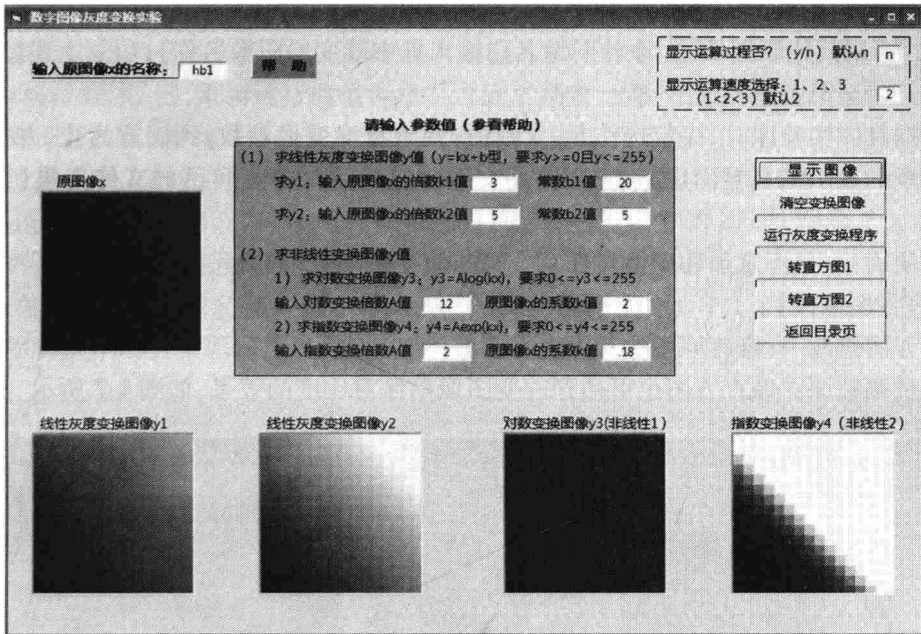 数字图像灰度变换实验
输入原图像x的名称: hb1 帮 助
显示运算过程否? (y/n) 默认n n
显示运算速度选择: 1、2、3
(1<2<3) 默认2 2
请输入参数值 (参看帮助)
(1) 求线性灰度变换图像y值 (y=kx+b型, 要求y>=0且y<=255)
求y1: 输入原图像x的倍数k1值 3 常数b1值 20
求y2: 输入原图像x的倍数k2值 5 常数b2值 5
(2) 求非线性变换图像y值
1) 求对数变换图像y3: y3=Alog(kx), 要求0<=y3<=255
输入对数变换倍数A值 12 原图像x的系数k值 2
2) 求指数变换图像y4: y4=Aexp(kx), 要求0<=y4<=255
输入指数变换倍数A值 2 原图像x的系数k值 .18
原图像x
显 示 图 像
清空变换图像
运行灰度变换程序
转直方图1
转直方图2
返回目录页
线性灰度变换图像y1
线性灰度变换图像y2
对数变换图像y3(非线性1)
指数变换图像y4 (非线性2)